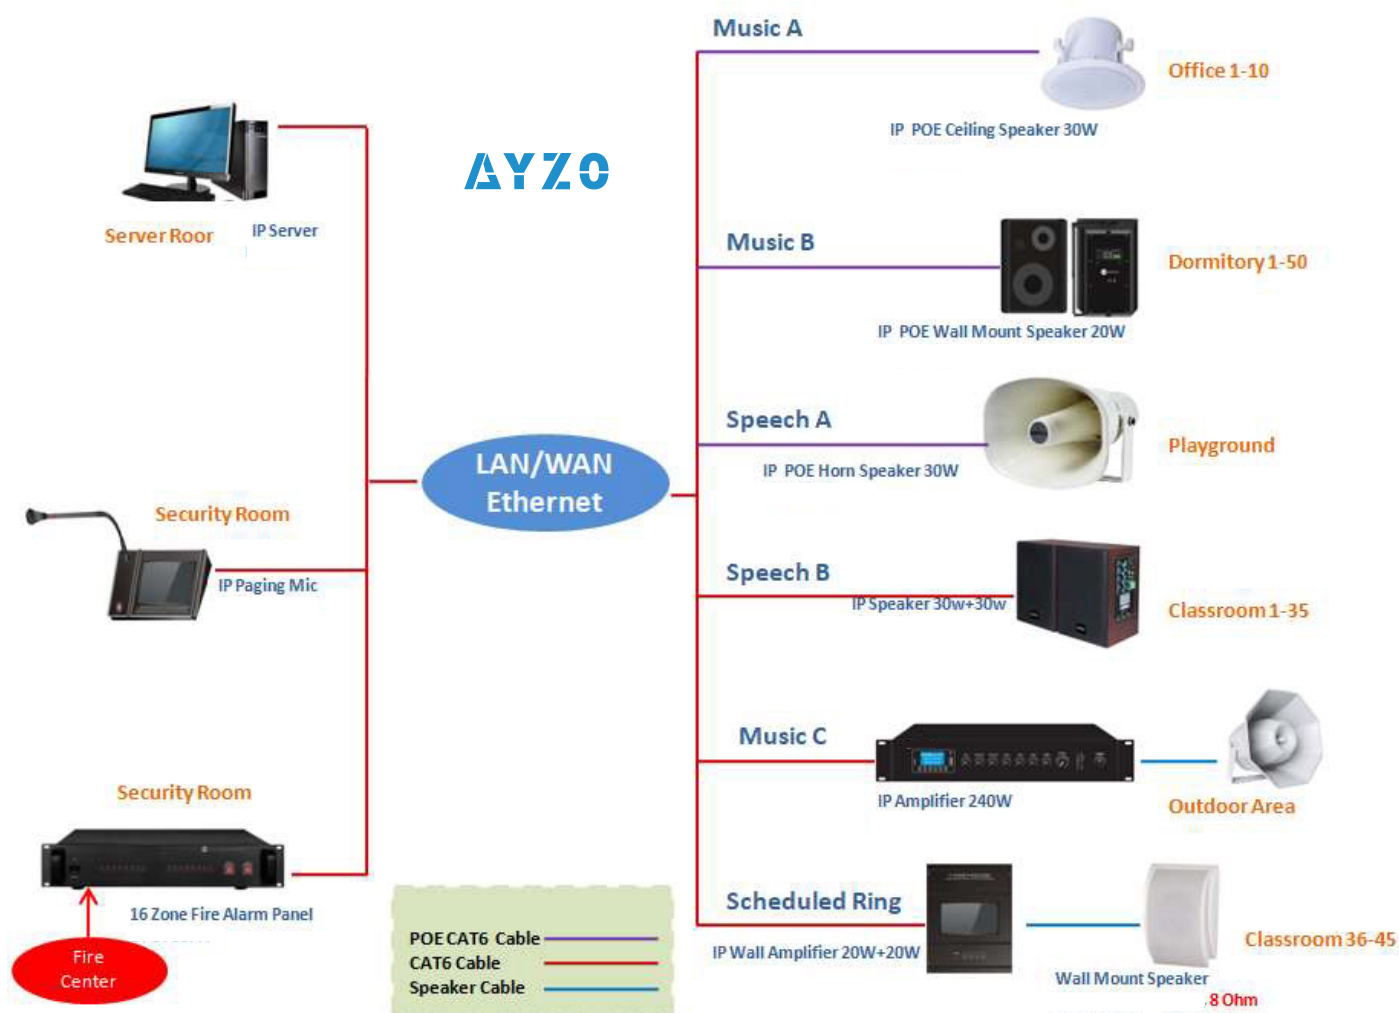 Music A
Office 1-10
IP POE Ceiling Speaker 30W
AYZO
Server Roor
IP Server
Music B
Dormitory 1-50
IP POE Wall Mount Speaker 20W
Speech A
Playground
IP POE Horn Speaker 30W
LAN/WAN
Ethernet
Security Room
IP Paging Mic
Speech B
IP Speaker 30w+30w
Classroom 1-35
Music C
IP Amplifier 240W
Outdoor Area
Security Room
16 Zone Fire Alarm Panel
Fire
Center
Scheduled Ring
IP Wall Amplifier 20W+20W
Classroom 36-45
Wall Mount Speaker
8 Ohm
POE CAT6 Cable
CAT6 Cable
Speaker Cable